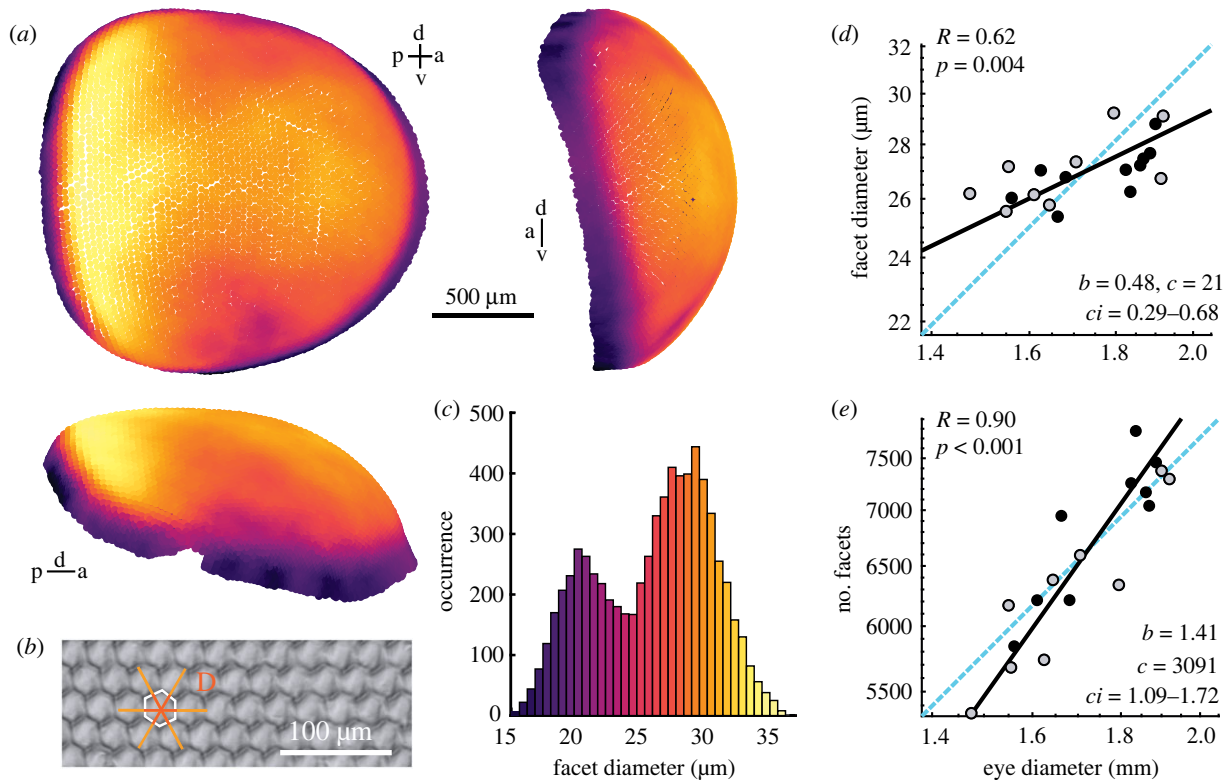 (a)
d
p a
v
d
a
v
500 µm
d
p a
(b)
D
100 µm
(c)
500
400
300
200
100
0
occurrence
15 20 25 30 35
facet diameter (µm)
(d)
R = 0.62
p = 0.004
32
30
28
26
24
22
facet diameter (µm)
b = 0.48, c = 21
ci = 0.29–0.68
1.4 1.6 1.8 2.0
(e)
R = 0.90
p < 0.001
7500
7000
6500
6000
5500
no. facets
b = 1.41
c = 3091
ci = 1.09–1.72
1.4 1.6 1.8 2.0
eye diameter (mm)